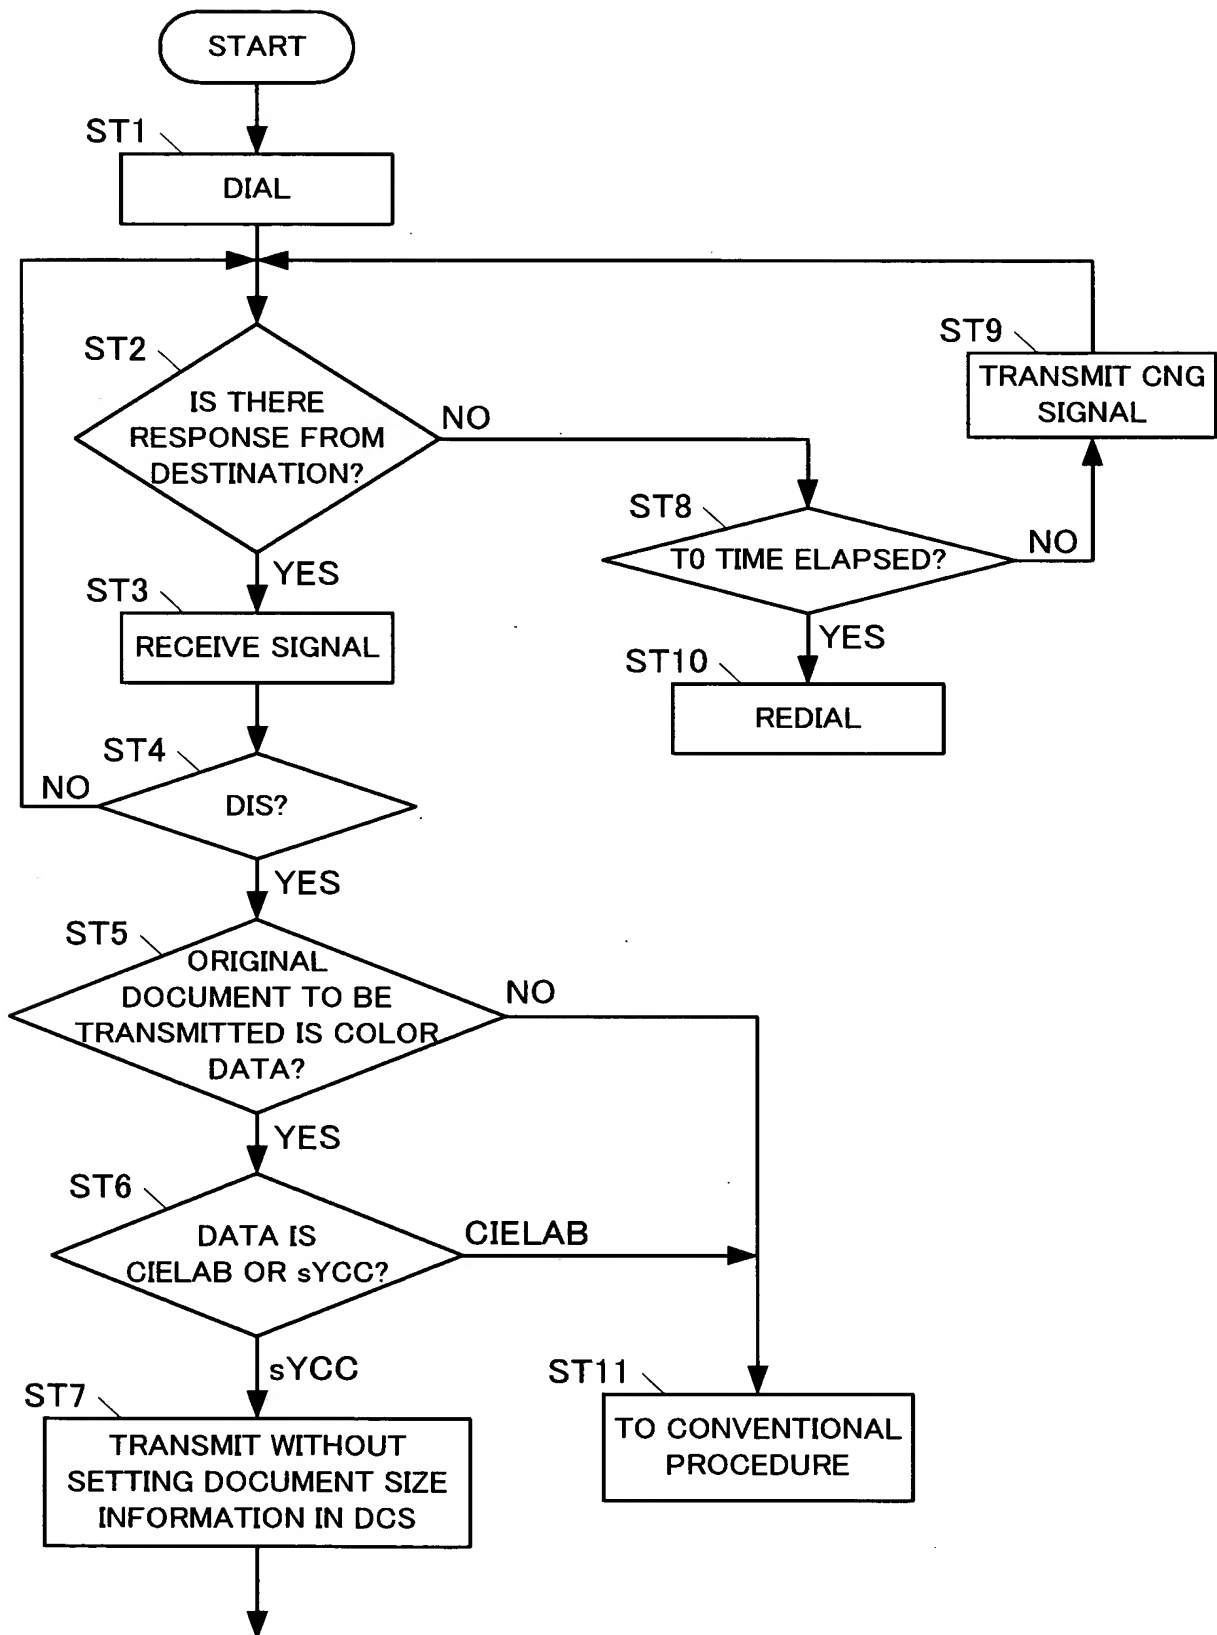 START
ST1
DIAL
ST2
IS THERE
RESPONSE FROM
DESTINATION?
NO
YES
ST9
TRANSMIT CNG
SIGNAL
ST8
T0 TIME ELAPSED?
NO
YES
ST3
RECEIVE SIGNAL
ST10
REDIAL
ST4
DIS?
NO
YES
ST5
ORIGINAL
DOCUMENT TO BE
TRANSMITTED IS COLOR
DATA?
NO
YES
ST6
DATA IS
CIELAB OR sYCC?
CIELAB
sYCC
ST7
TRANSMIT WITHOUT
SETTING DOCUMENT SIZE
INFORMATION IN DCS
ST11
TO CONVENTIONAL
PROCEDURE